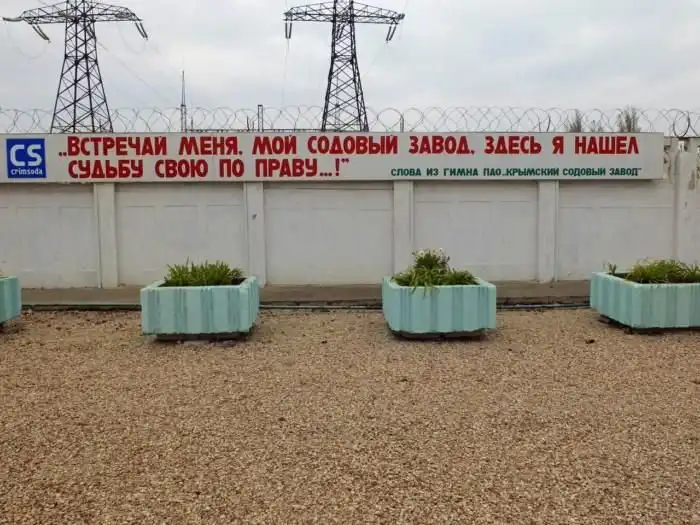 CS
crimsoda
„ВСТРЕЧАЙ МЕНЯ, МОЙ СОДОВЫЙ ЗАВОД. ЗДЕСЬ Я НАШЕЛ
СУДЬБУ СВОЮ ПО ПРАВУ...!"
СЛОВА ИЗ ГИМНА ПАО „КРЫМСКИЙ СОДОВЫЙ ЗАВОД"